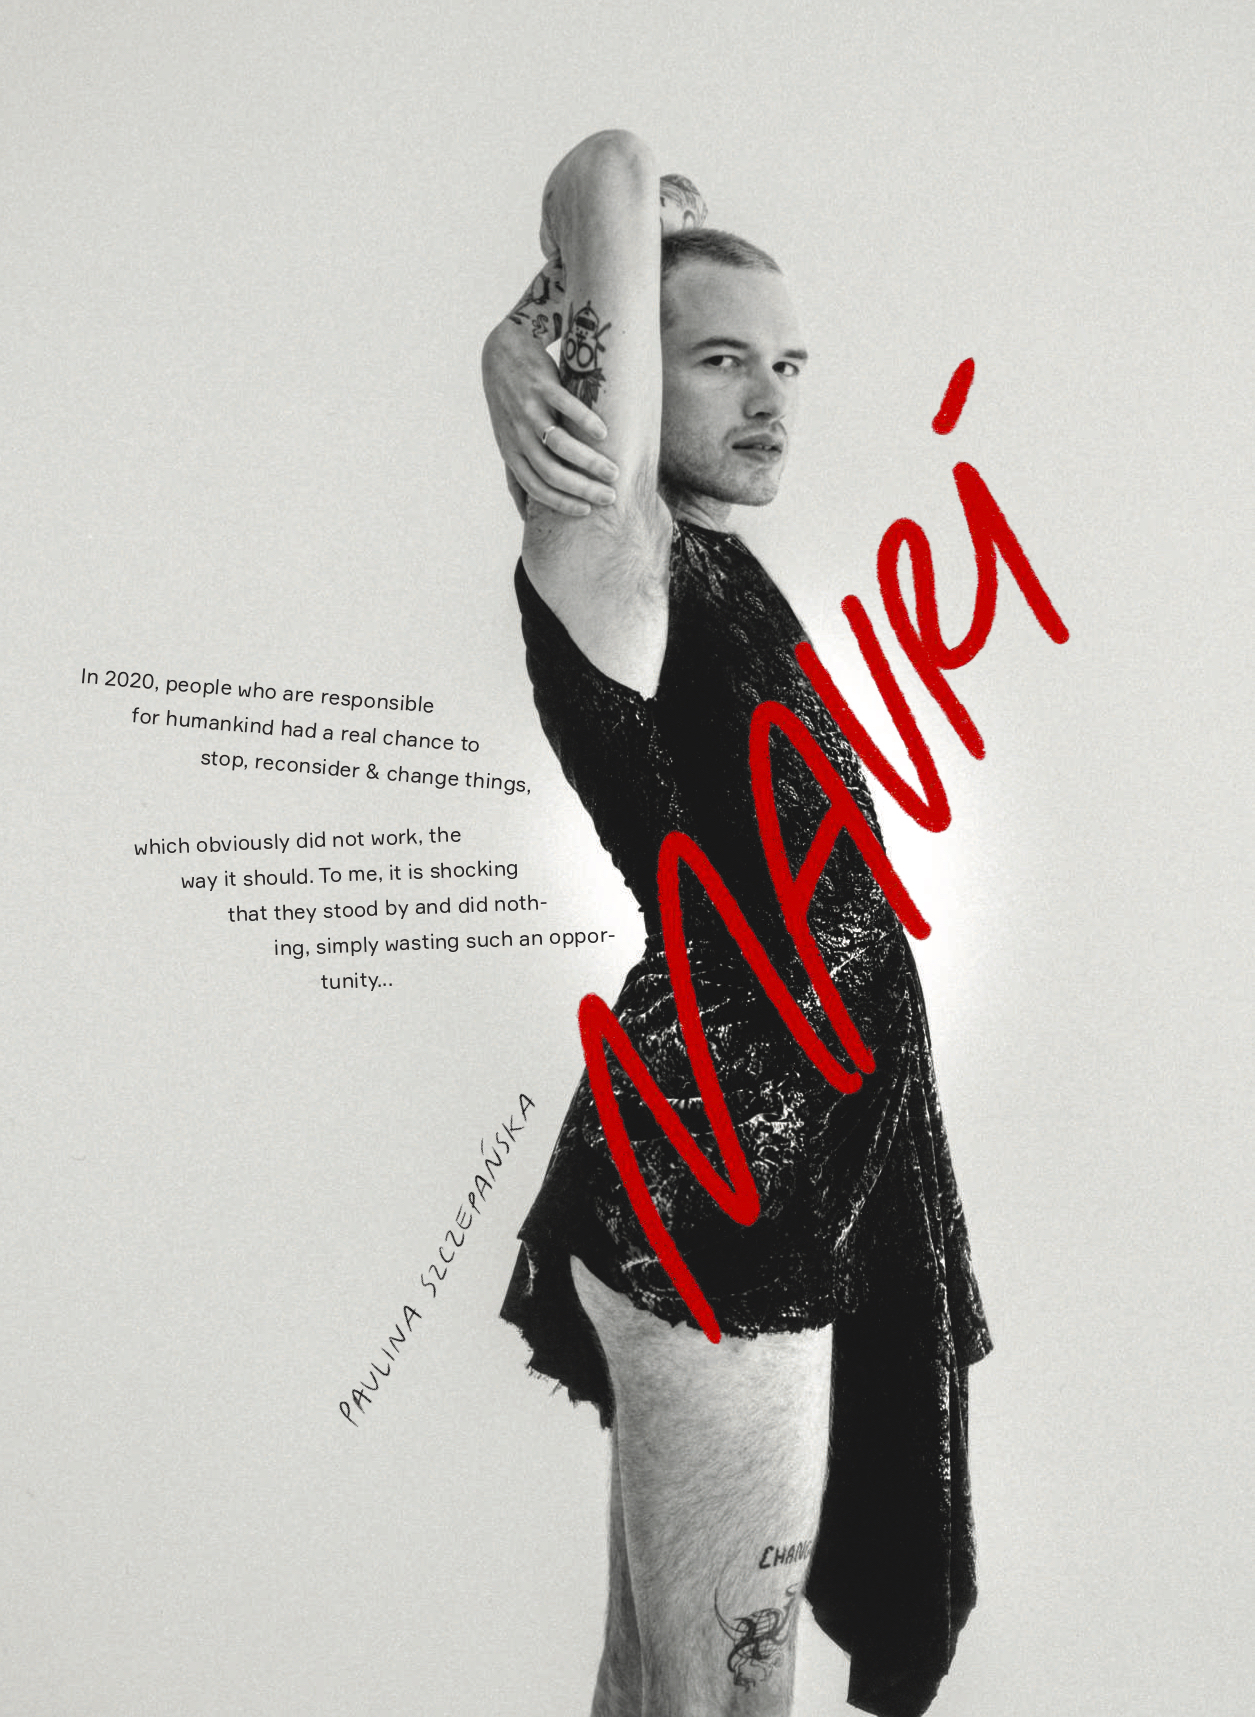 MAVRÍ
In 2020, people who are responsible
for humankind had a real chance to
stop, reconsider & change things,
which obviously did not work, the
way it should. To me, it is shocking
that they stood by and did noth-
ing, simply wasting such an oppor-
tunity...
PAULINA SZCZEPAŃSKA
CHANG